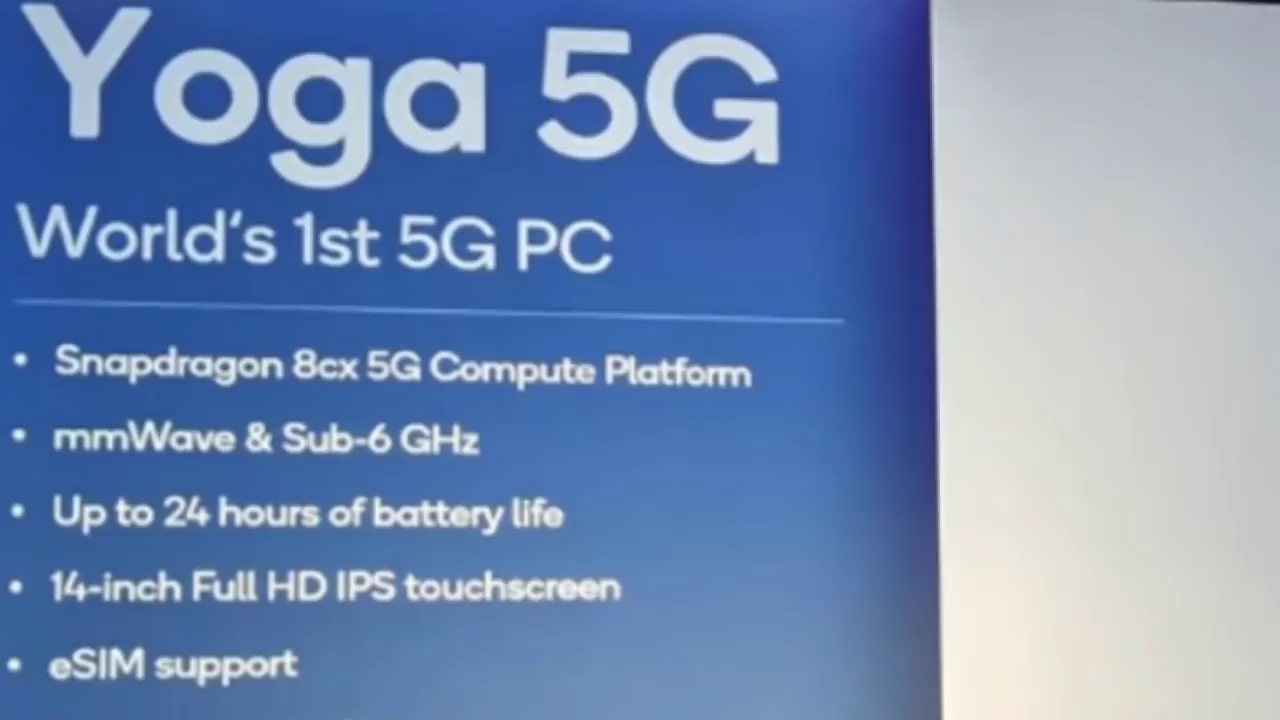 Yoga 5G
World's 1st 5G PC
• Snapdragon 8cx 5G Compute Platform
• mmWave & Sub-6 GHz
• Up to 24 hours of battery life
• 14-inch Full HD IPS touchscreen
• eSIM support